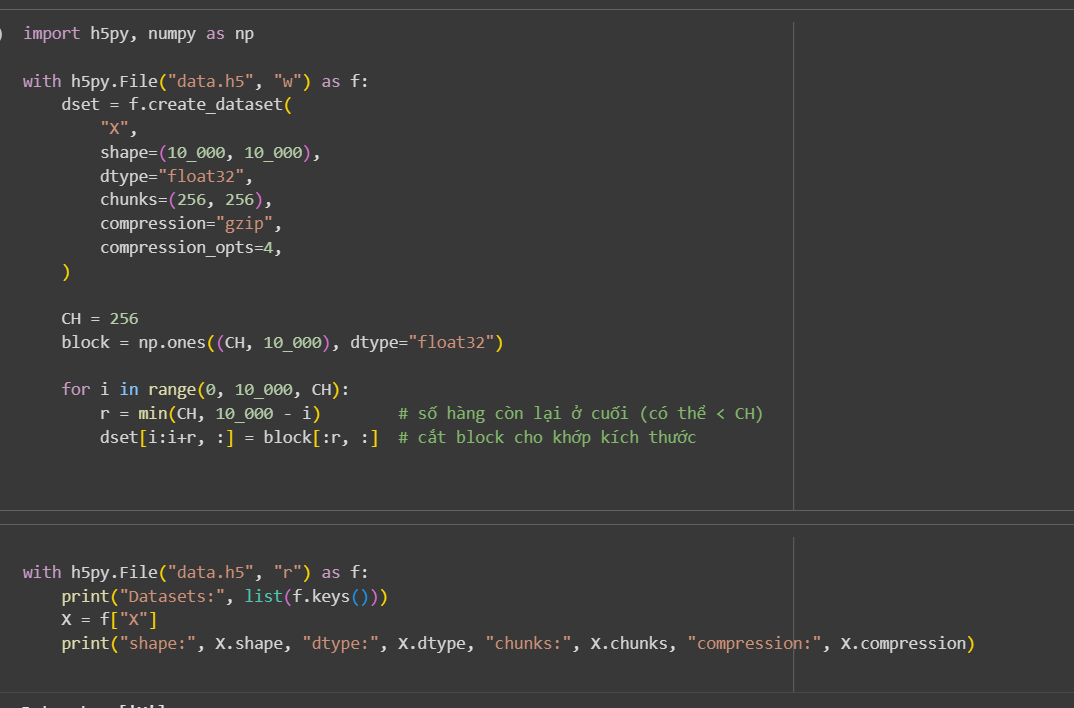 import h5py, numpy as np
with h5py.File("data.h5", "w") as f:
    dset = f.create_dataset(
        "X",
        shape=(10_000, 10_000),
        dtype="float32",
        chunks=(256, 256),
        compression="gzip",
        compression_opts=4,
    )
    CH = 256
    block = np.ones((CH, 10_000), dtype="float32")
    for i in range(0, 10_000, CH):
        r = min(CH, 10_000 - i)        # số hàng còn lại ở cuối (có thể < CH)
        dset[i:i+r, :] = block[:r, :]  # cắt block cho khớp kích thước
with h5py.File("data.h5", "r") as f:
    print("Datasets:", list(f.keys()))
    X = f["X"]
    print("shape:", X.shape, "dtype:", X.dtype, "chunks:", X.chunks, "compression:", X.compression)